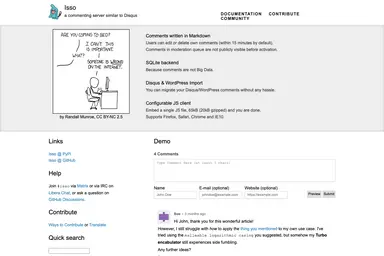 Isso
a commenting server similar to Disqus
DOCUMENTATION
CONTRIBUTE
COMMUNITY
ARE YOU COMING TO BED?
I CAN'T. THIS
IS IMPORTANT.
WHAT?
SOMEONE IS WRONG
ON THE INTERNET.
by Randall Munroe, CC BY-NC 2.5
Comments written in Markdown
Users can edit or delete own comments (within 15 minutes by default).
Comments in moderation queue are not publicly visible before activation.
SQLite backend
Because comments are not Big Data.
Disqus & WordPress Import
You can migrate your Disqus/WordPress comments without any hassle.
Configurable JS client
Embed a single JS file, 65kB (20kB gzipped) and you are done.
Supports Firefox, Safari, Chrome and IE10.
Links
Isso @ PyPi
Isso @ GitHub
Help
Join #isso via Matrix or via IRC on
Libera.Chat, or ask a question on
GitHub Discussions.
Contribute
Ways to Contribute or Translate.
Quick search
Demo
4 Comments
Type Comment Here (at least 3 chars)
Name
E-mail (optional)
Website (optional)
John Doe
johndoe@example.com
https://example.com
Preview
Submit
Sue • 3 months ago
Hi John, thank you for this wonderful article!
However, I still struggle with how to apply the thing you mentioned to my own use case. I've
tried using the malleable logarithmic casing you suggested, but somehow my Turbo
encabulator still experiences side fumbling.
Any further ideas?